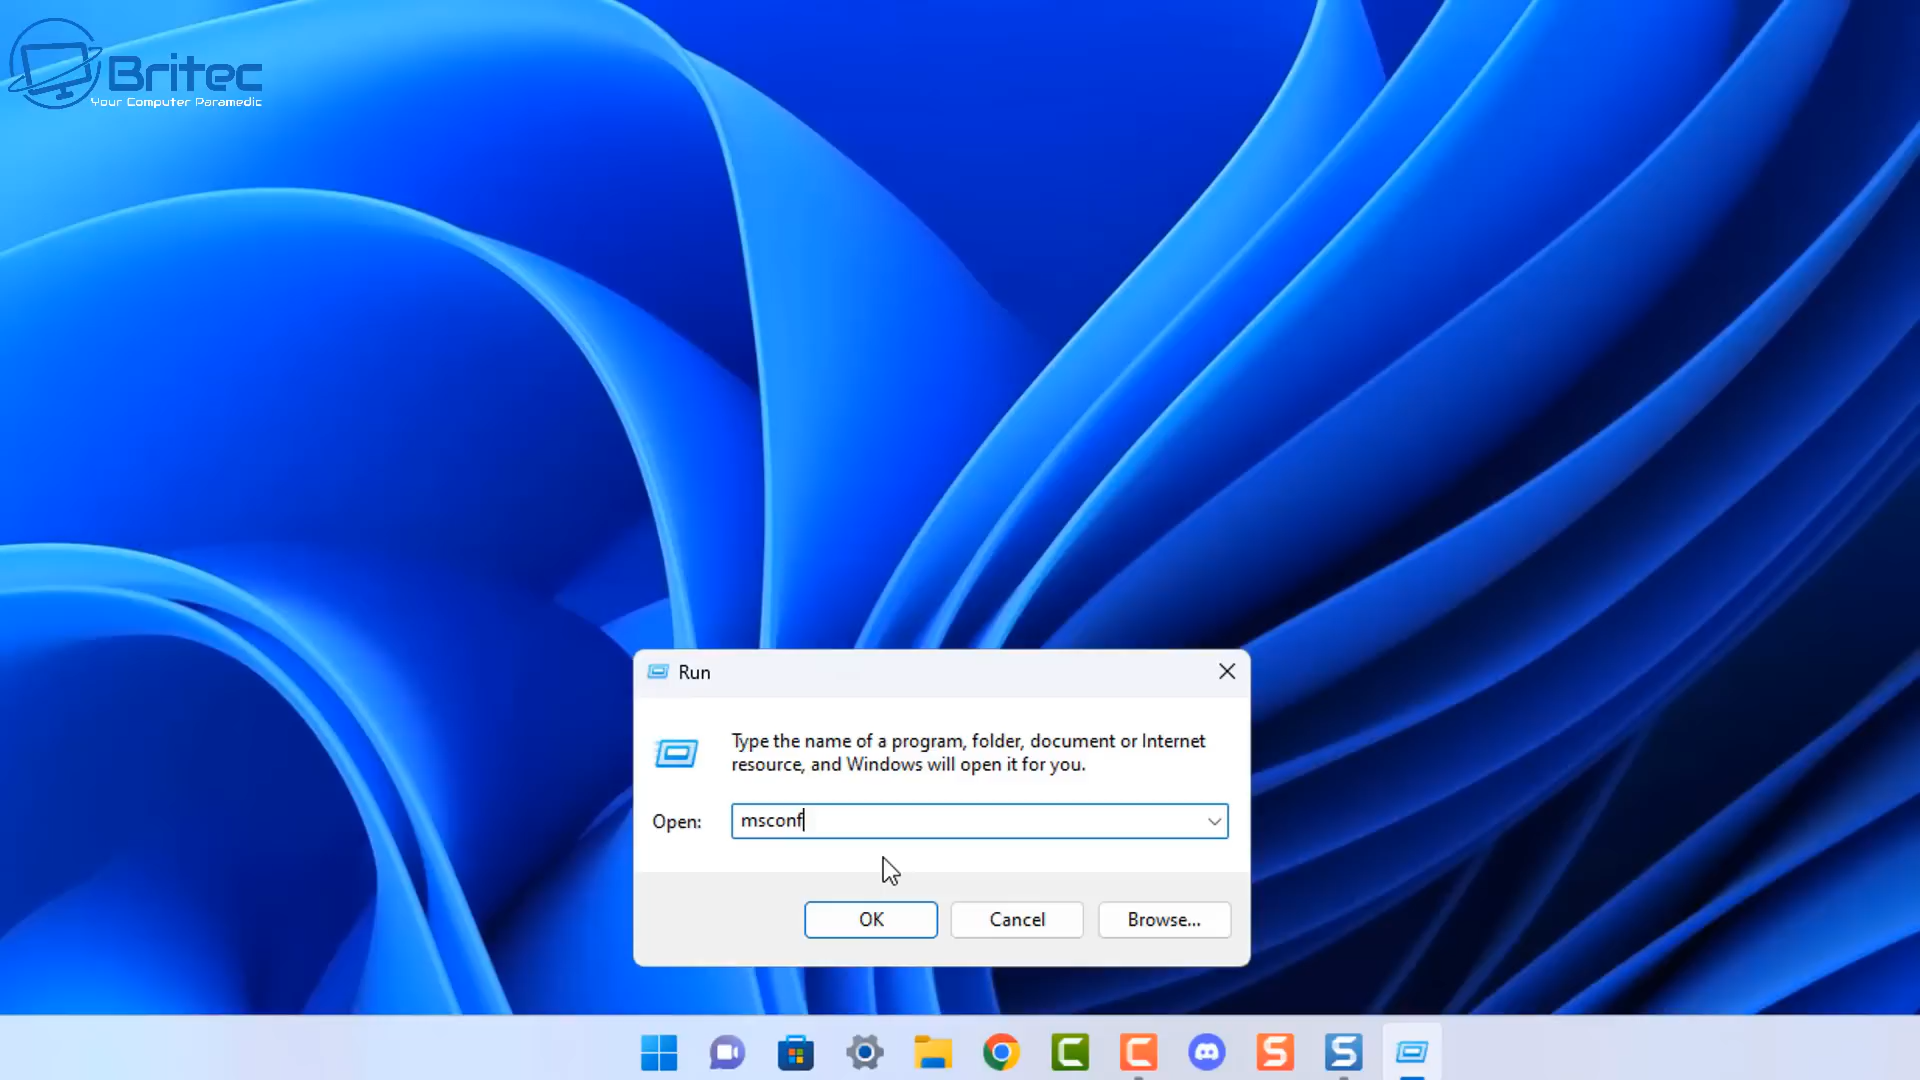 Britec
Your Computer Paramedic
Run
Type the name of a program, folder, document or Internet
resource, and Windows will open it for you.
Open:
msconf
OK
Cancel
Browse...